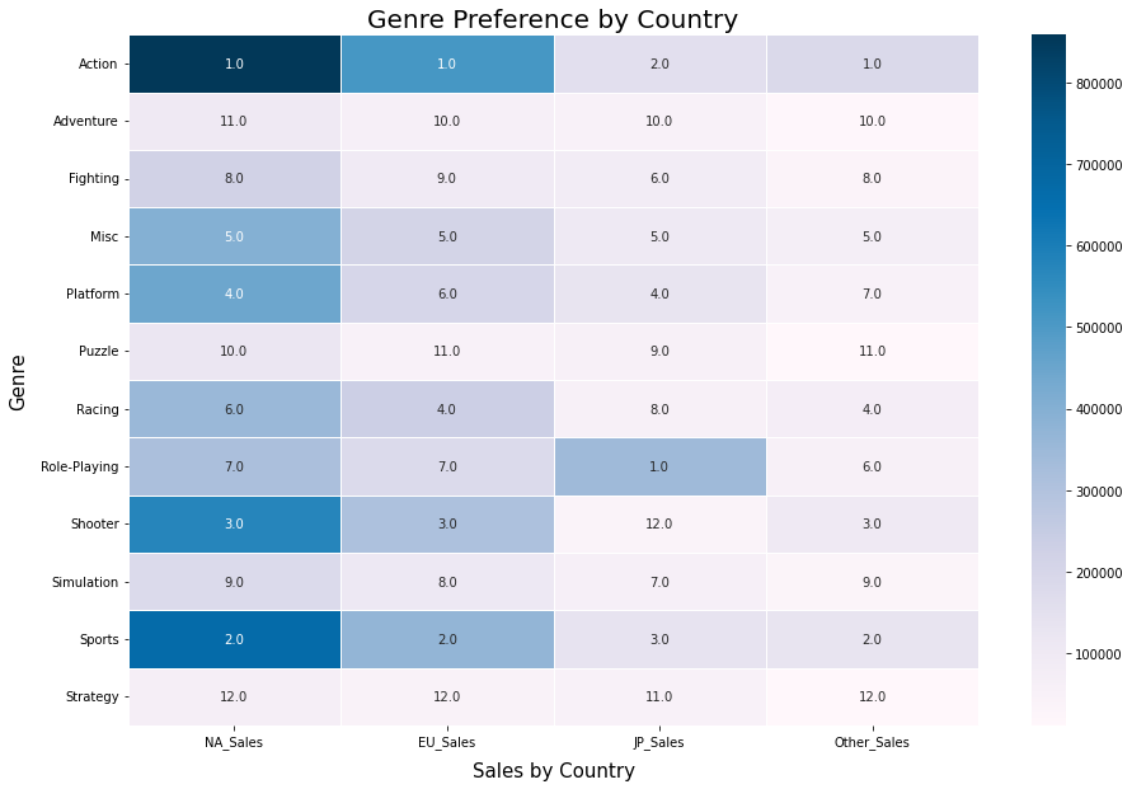 Genre Preference by Country
Action 1.0 1.0 2.0 1.0
Adventure 11.0 10.0 10.0 10.0
Fighting 8.0 9.0 6.0 8.0
Misc 5.0 5.0 5.0 5.0
Platform 4.0 6.0 4.0 7.0
Puzzle 10.0 11.0 9.0 11.0
Racing 6.0 4.0 8.0 4.0
Role-Playing 7.0 7.0 1.0 6.0
Shooter 3.0 3.0 12.0 3.0
Simulation 9.0 8.0 7.0 9.0
Sports 2.0 2.0 3.0 2.0
Strategy 12.0 12.0 11.0 12.0
NA_Sales EU_Sales JP_Sales Other_Sales
Sales by Country
Genre
800000
700000
600000
500000
400000
300000
200000
100000